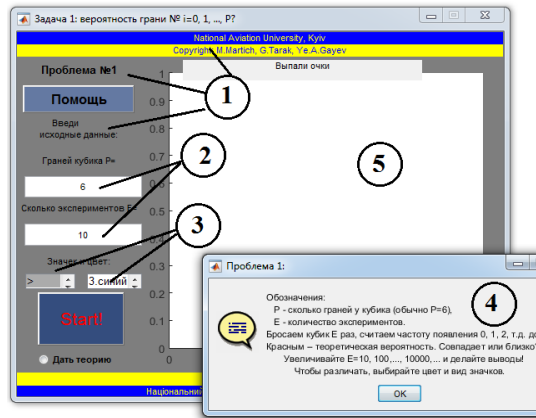 Задача 1: вероятность грани № i=0, 1, ..., P?
National Aviation University, Kyiv
Copyright, M.Martich, G.Tarak, Ye.A.Gayev
Проблема №1
Выпали очки
Помощь
Введи
исходные данные:
Граней кубика P=
6
Сколько экспериментов E=
10
Значек и цвет:
>
3.синий
Start!
Дать теорию
1
0.9
0.8
0.7
0.6
0.5
0.4
0.3
0.2
0.1
0
0
1
2
3
5
4
Проблема 1:
Обозначения:
P - сколько граней у кубика (обычно P=6),
E - количество экспериментов.
Бросаем кубик E раз, считаем частоту появления 0, 1, 2, т.д. до
Красным – теоретическая вероятность. Совпадает или близко?
Увеличивайте E=10, 100,..., 10000,... и делайте выводы!
Чтобы различать, выбирайте цвет и вид значков.
OK
Національний